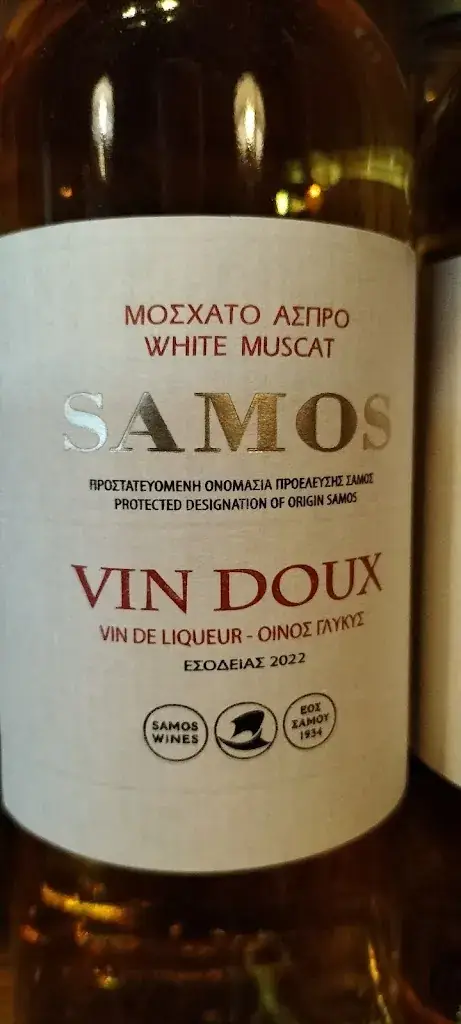 ΜΟΣΧΑΤΟ ΑΣΠΡΟ
WHITE MUSCAT
SAMOS
ΠΡΟΣΤΑΤΕΥΟΜΕΝΗ ΟΝΟΜΑΣΙΑ ΠΡΟΕΛΕΥΣΗΣ ΣΑΜΟΣ
PROTECTED DESIGNATION OF ORIGIN SAMOS
VIN DOUX
VIN DE LIQUEUR - ΟΙΝΟΣ ΓΛΥΚΥΣ
ΕΣΟΔΕΙΑΣ 2022
SAMOS
WINES
ΕΟΣ
ΣΑΜΟΥ
1934